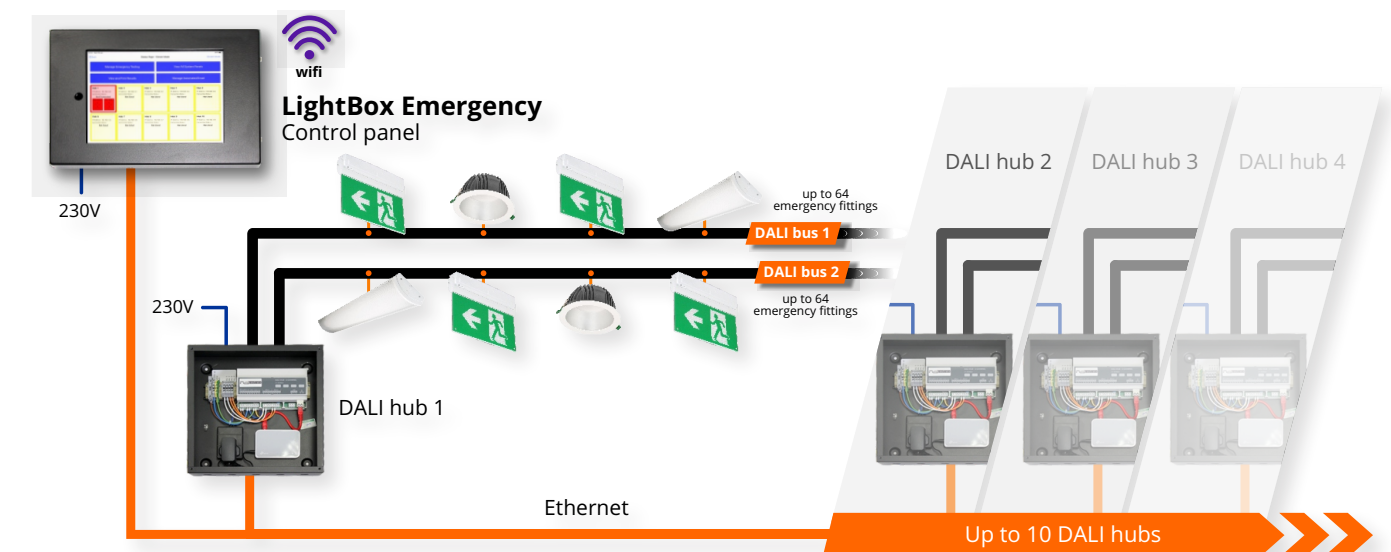 wifi
LightBox Emergency
Control panel
230V
up to 64
emergency fittings
DALI bus 1
DALI bus 2
up to 64
emergency fittings
230V
DALI hub 1
DALI hub 2
DALI hub 3
DALI hub 4
Ethernet
Up to 10 DALI hubs